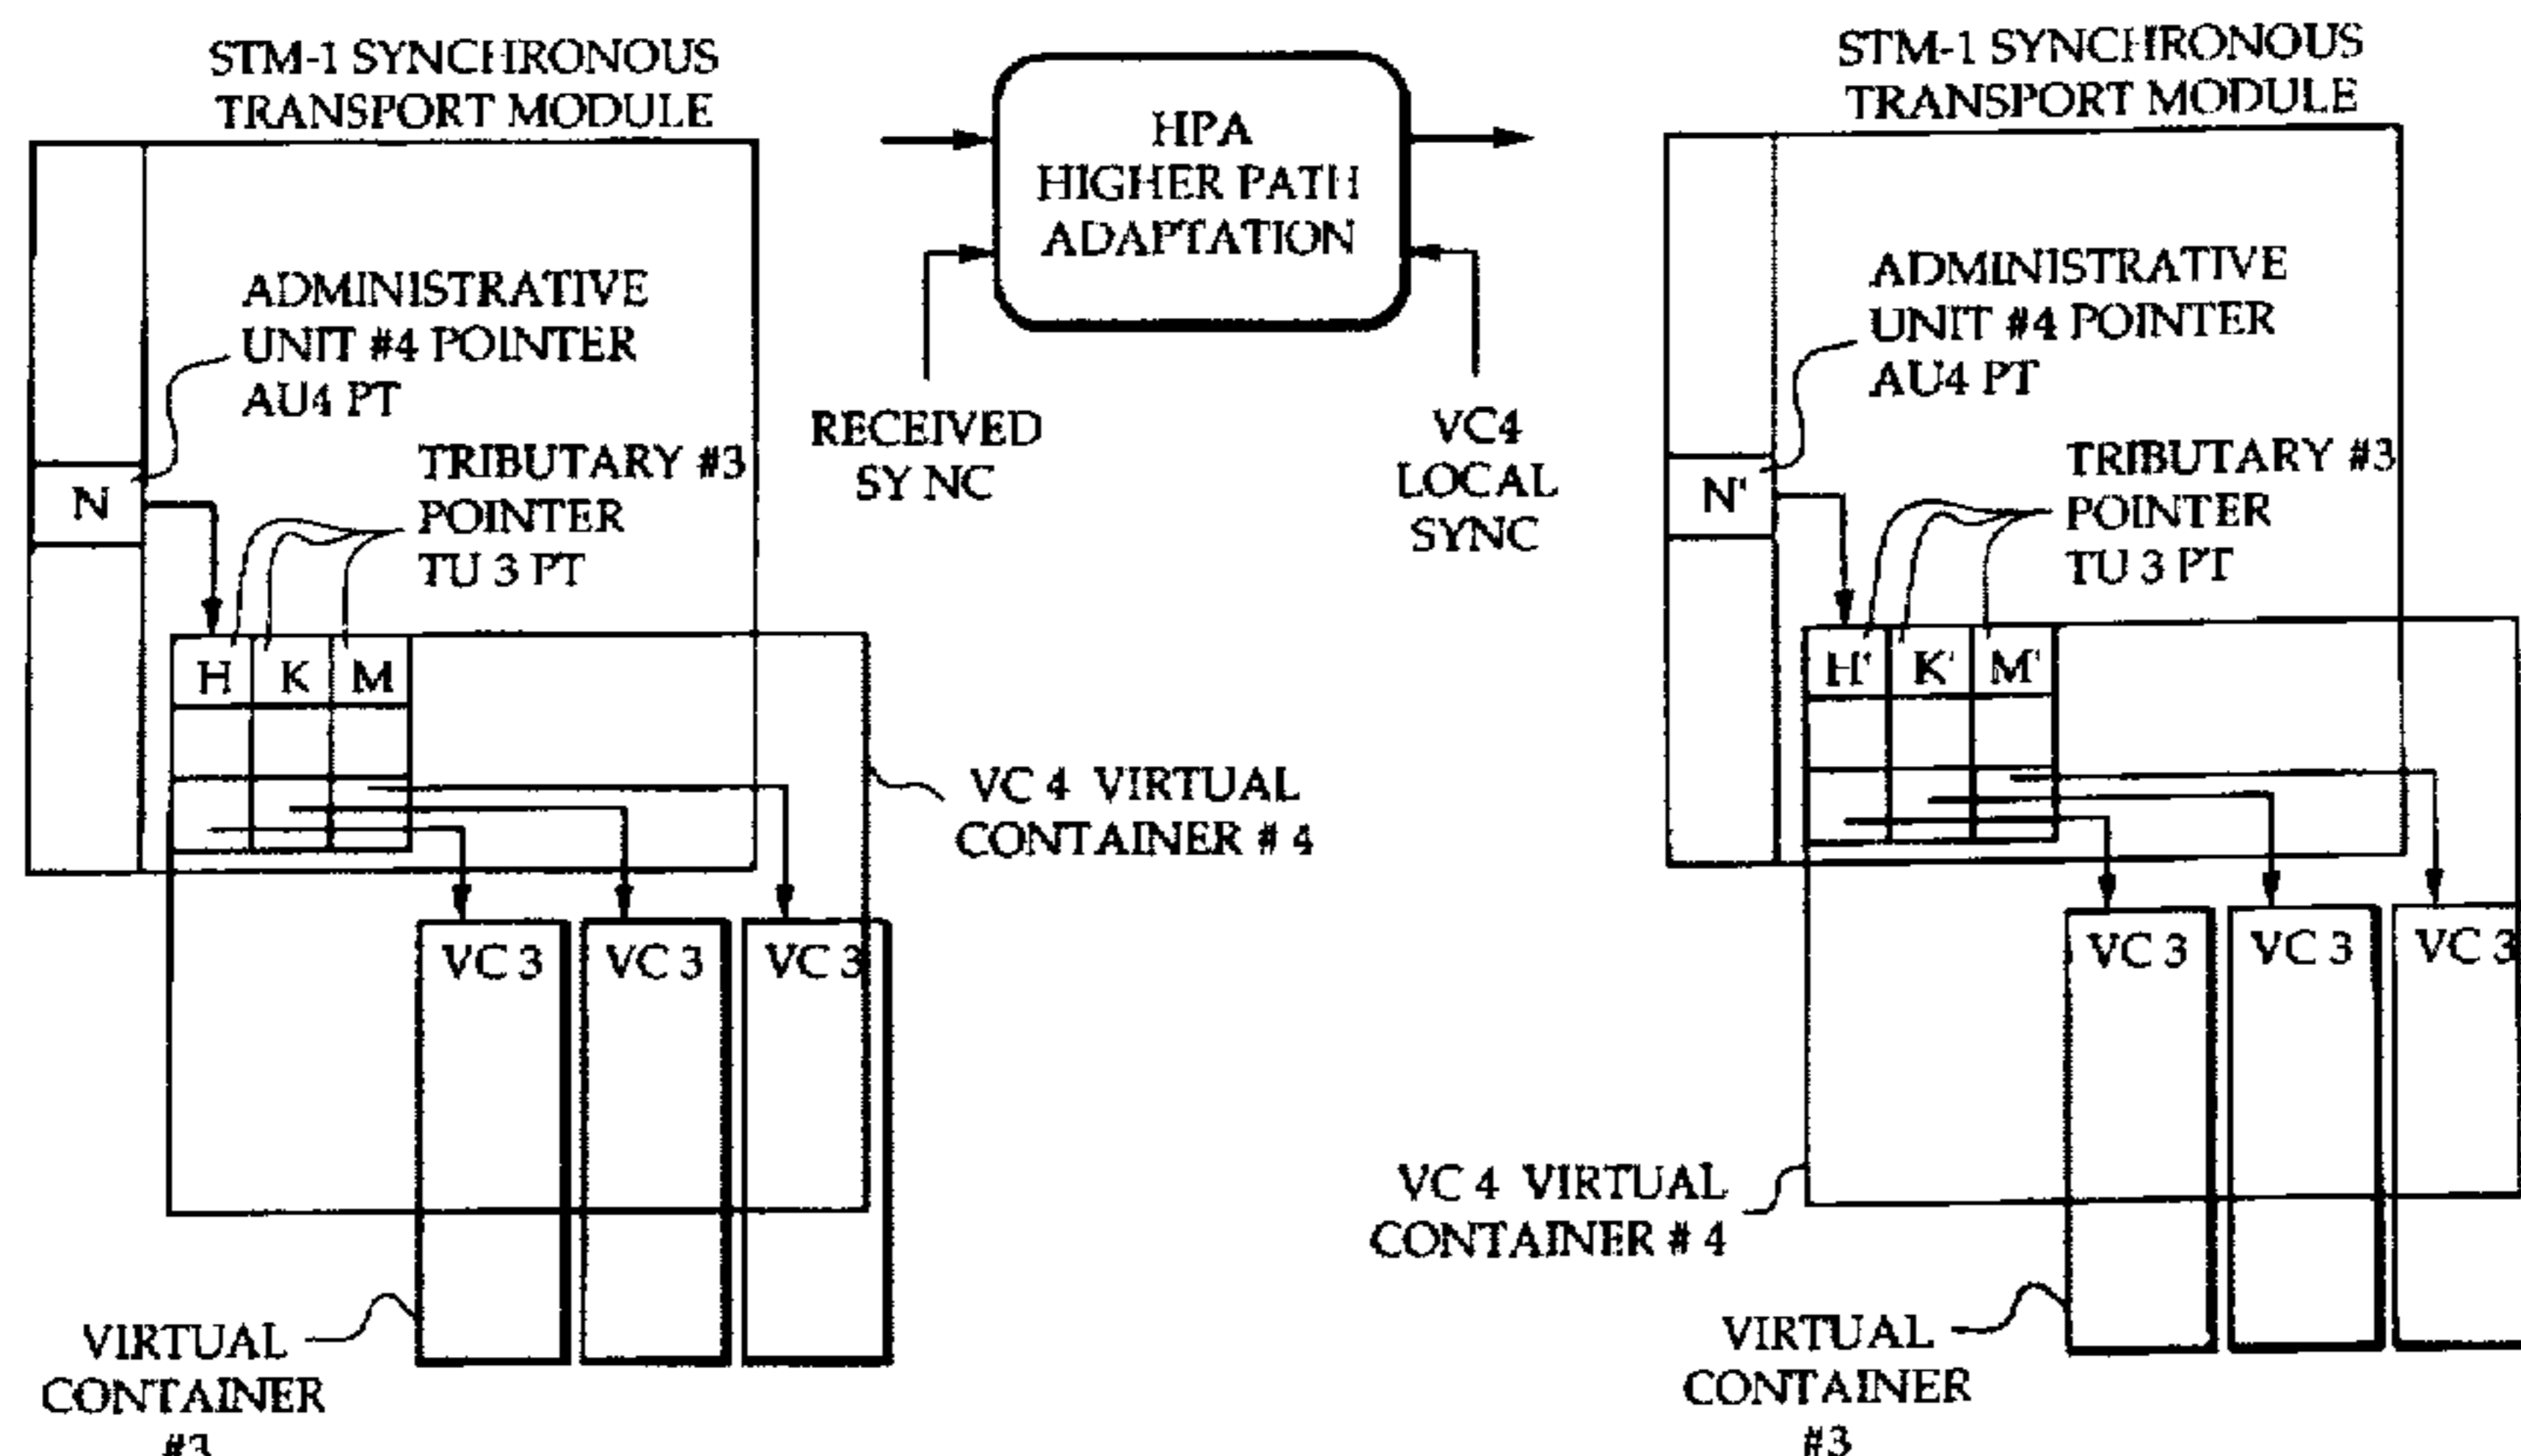 STM-1 SYNCHRONOUS
TRANSPORT MODULE
ADMINISTRATIVE
UNIT #4 POINTER
AU4 PT
N
TRIBUTARY #3
POINTER
TU 3 PT
H K M
VC 4 VIRTUAL
CONTAINER # 4
VC 3 VC 3 VC 3
VIRTUAL
CONTAINER
#3
HPA
HIGHER PATH
ADAPTATION
RECEIVED
SY NC
VC4
LOCAL
SYNC
STM-1 SYNCHRONOUS
TRANSPORT MODULE
ADMINISTRATIVE
UNIT #4 POINTER
AU4 PT
N'
TRIBUTARY #3
POINTER
TU 3 PT
H' K' M'
VC 3 VC 3 VC 3
VC 4 VIRTUAL
CONTAINER # 4
VIRTUAL
CONTAINER
#3